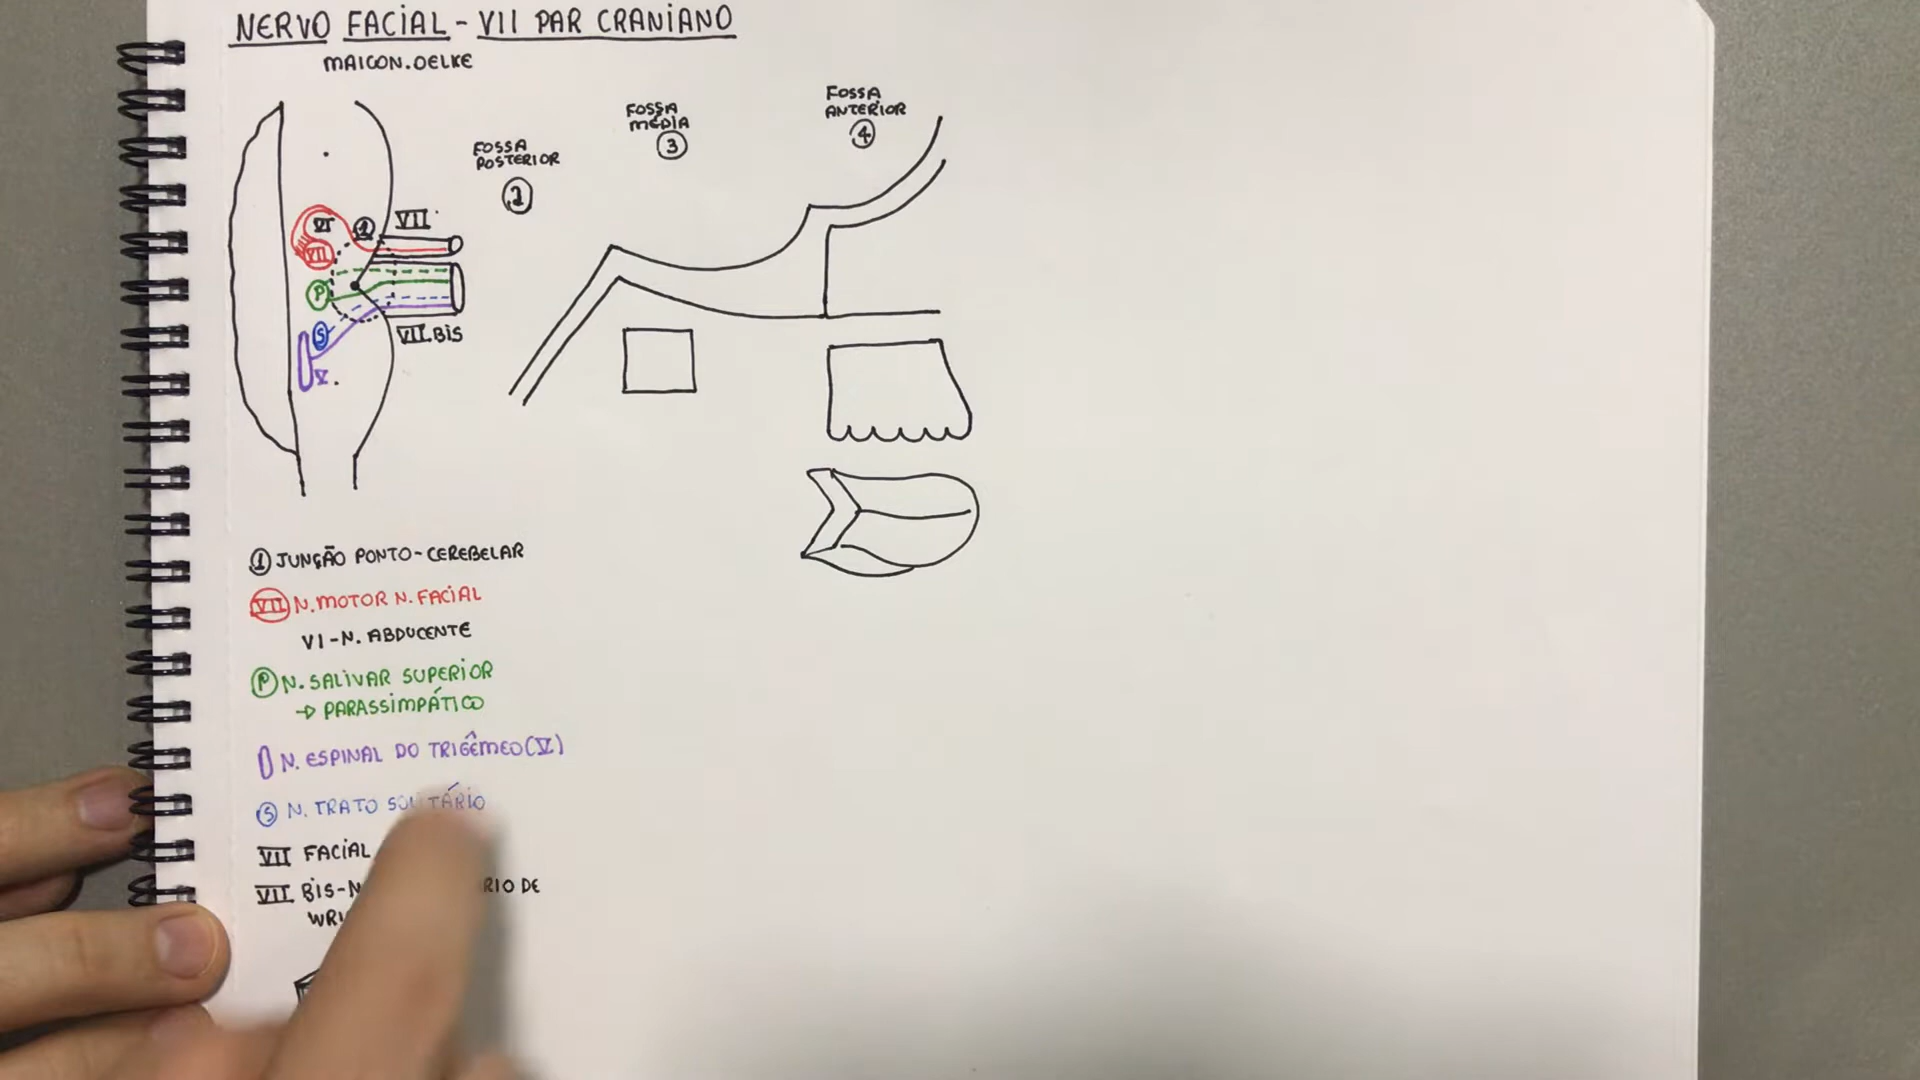 NERVO FACIAL - VII PAR CRANIANO
MAICON.OELKE
FOSSA
POSTERIOR
2
FOSSA
MÉDIA
3
FOSSA
ANTERIOR
4
VI
1
VII
VII
P
S
VII.BIS
V
1 JUNÇÃO PONTO-CEREBELAR
VII N. MOTOR N. FACIAL
VI-N. ABDUCENTE
P N. SALIVAR SUPERIOR
→ PARASSIMPÁTICO
N. ESPINAL DO TRIGÊMEO (V)
S N. TRATO SOLITÁRIO
VII FACIAL
VII BIS-N DE